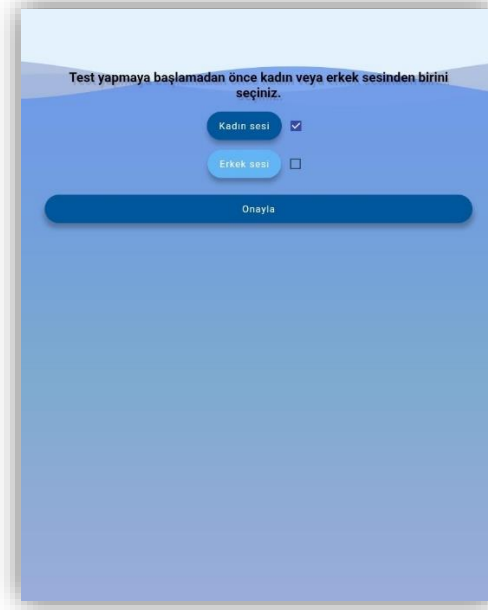 Test yapmaya başlamadan önce kadın veya erkek sesinden birini
seçiniz.
Kadın sesi
Erkek sesi
Onayla